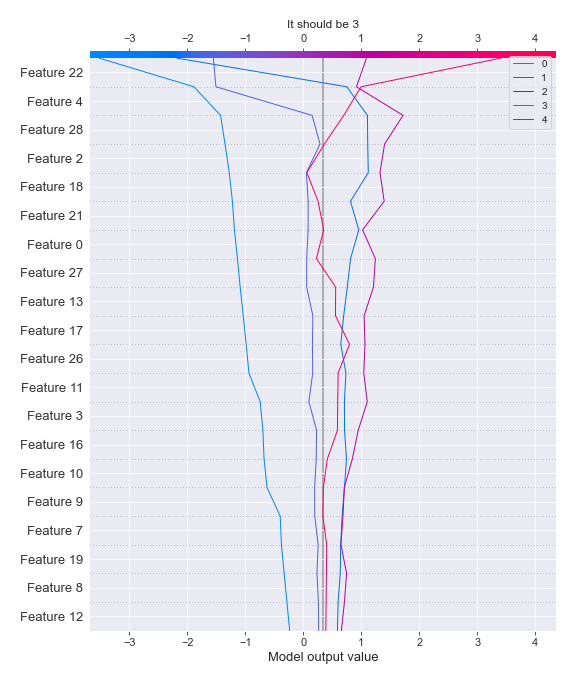 It should be 3
−3 −2 −1 0 1 2 3 4
0
1
2
3
4
Feature 22
Feature 4
Feature 28
Feature 2
Feature 18
Feature 21
Feature 0
Feature 27
Feature 13
Feature 17
Feature 26
Feature 11
Feature 3
Feature 16
Feature 10
Feature 9
Feature 7
Feature 19
Feature 8
Feature 12
−3 −2 −1 0 1 2 3 4
Model output value